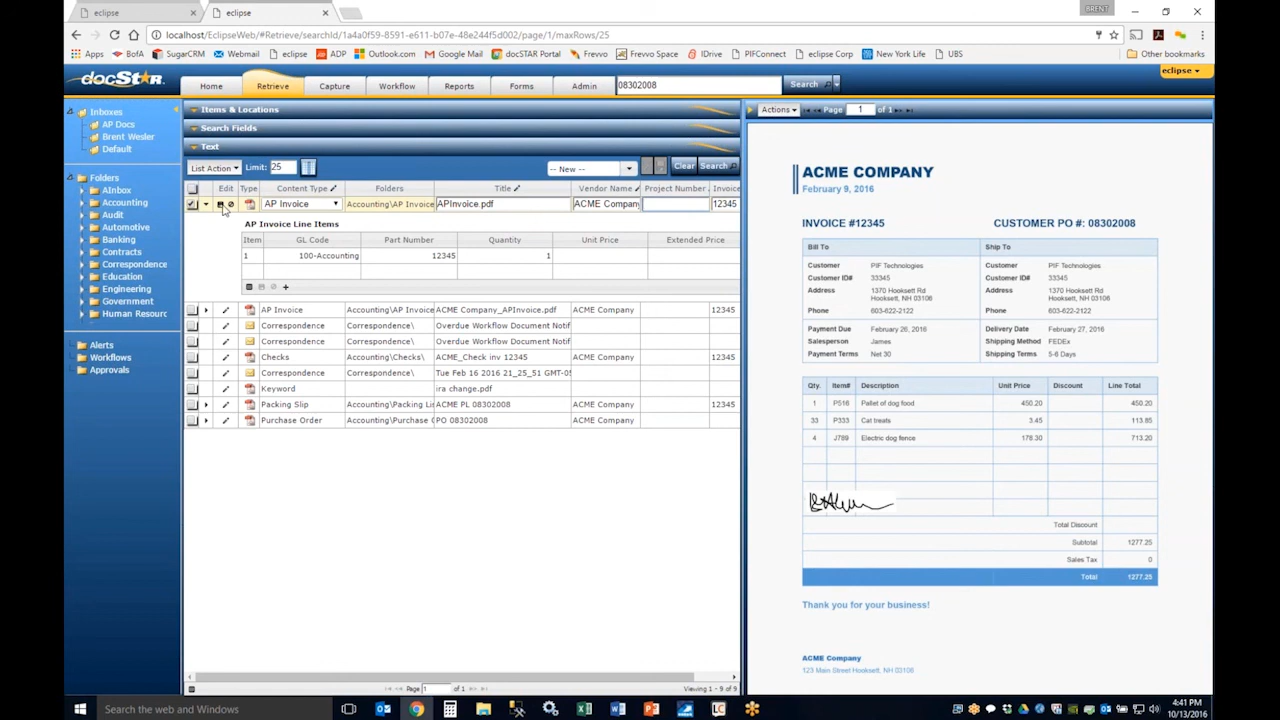 eclipse × eclipse × BRENT
localhost/EclipseWeb/#Retrieve/searchId/1a4a0f59-8591-e611-b07e-48e244f5d002/page/1/maxRows/25
Apps BofA SugarCRM Webmail eclipse ADP Outlook.com Google Mail docSTAR Portal Frevvo Frevvo Space IDrive PIFConnect eclipse Corp New York Life UBS Other bookmarks
docSTAR eclipse
Home Retrieve Capture Workflow Reports Forms Admin 08302008 Search
Inboxes
AP Docs
Brent Wesler
Default
Folders
AInbox
Accounting
Audit
Automotive
Banking
Contracts
Correspondence
Education
Engineering
Government
Human Resourc
Alerts
Workflows
Approvals
Items & Locations
Search Fields
Text
List Action Limit: 25 -- New -- Clear Search
Edit Type Content Type Folders Title Vendor Name Project Number Invoice
AP Invoice Accounting\AP Invoice APInvoice.pdf ACME Company 12345
AP Invoice Line Items
Item GL Code Part Number Quantity Unit Price Extended Price
1 100-Accounting 12345 1
AP Invoice Accounting\AP Invoice ACME Company_APInvoice.pdf ACME Company 12345
Correspondence Correspondence\ Overdue Workflow Document Notif
Correspondence Correspondence\ Overdue Workflow Document Notif
Checks Accounting\Checks\ ACME_Check inv 12345 ACME Company 12345
Correspondence Correspondence\ Tue Feb 16 2016 21_25_51 GMT-05 ACME Company
Keyword ira change.pdf
Packing Slip Accounting\Packing Lis ACME PL 08302008 ACME Company 12345
Purchase Order Accounting\Purchase O PO 08302008 ACME Company
Page 1 of 1 Viewing 1 - 9 of 9
Actions Page 1 of 1
ACME COMPANY
February 9, 2016
INVOICE #12345 CUSTOMER PO #: 08302008
Bill To Ship To
Customer PIF Technologies Customer PIF Technologies
Customer ID# 33345 Customer ID# 33345
Address 1370 Hooksett Rd Address 1370 Hooksett Rd
Hooksett, NH 03106 Hooksett, NH 03106
Phone 603-622-2122 Phone 603-622-2122
Payment Due February 26, 2016 Delivery Date February 27, 2016
Salesperson James Shipping Method FEDEx
Payment Terms Net 30 Shipping Terms 5-6 Days
Qty. Item# Description Unit Price Discount Line Total
1 P516 Pallet of dog food 450.20 450.20
33 P333 Cat treats 3.45 113.85
4 J789 Electric dog fence 178.30 713.20
Total Discount
Subtotal 1277.25
Sales Tax 0
Total 1277.25
Thank you for your business!
ACME Company
123 Main Street Hooksett, NH 03106
Search the web and Windows
4:41 PM
10/13/2016